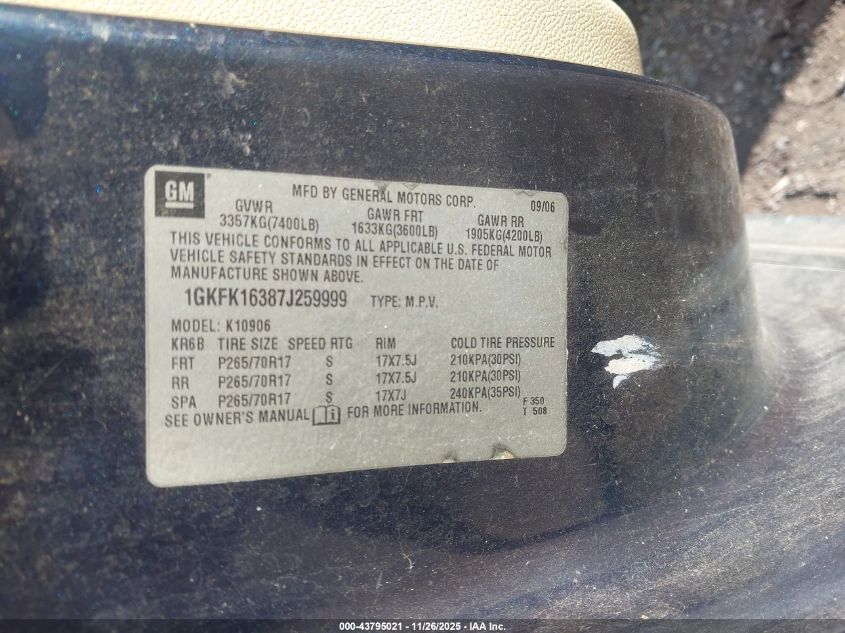 GM
MFD BY GENERAL MOTORS CORP. 09/06
GVWR GAWR FRT GAWR RR
3357KG(7400LB) 1633KG(3600LB) 1905KG(4200LB)
THIS VEHICLE CONFORMS TO ALL APPLICABLE U.S. FEDERAL MOTOR
VEHICLE SAFETY STANDARDS IN EFFECT ON THE DATE OF
MANUFACTURE SHOWN ABOVE.
1GKFK16387J259999 TYPE: M.P.V.
MODEL: K10906
KR6B TIRE SIZE SPEED RTG RIM COLD TIRE PRESSURE
FRT P265/70R17 S 17X7.5J 210KPA(30PSI)
RR P265/70R17 S 17X7.5J 210KPA(30PSI)
SPA P265/70R17 S 17X7J 240KPA(35PSI)
SEE OWNER'S MANUAL i FOR MORE INFORMATION.
F 350
T 508
000-43795021 — 11/26/2025 — IAA Inc.